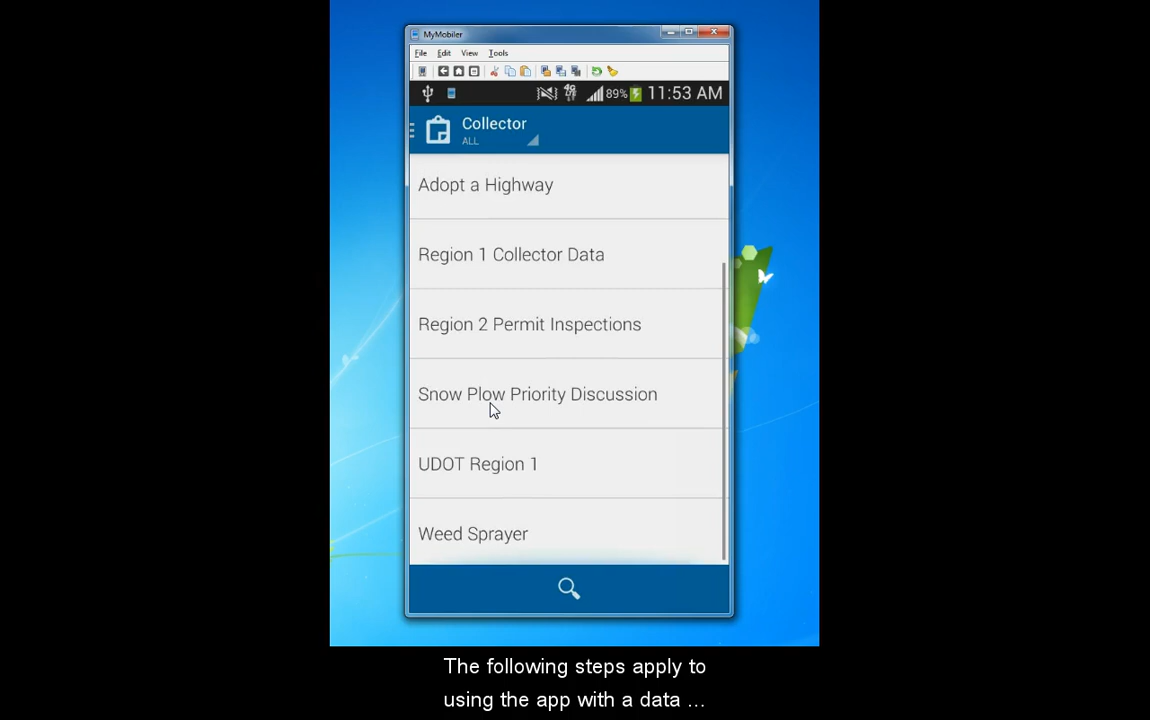 MyMobiler
File Edit View Tools
4G 89% 11:53 AM
Collector
ALL
Adopt a Highway
Region 1 Collector Data
Region 2 Permit Inspections
Snow Plow Priority Discussion
UDOT Region 1
Weed Sprayer
The following steps apply to
using the app with a data ...